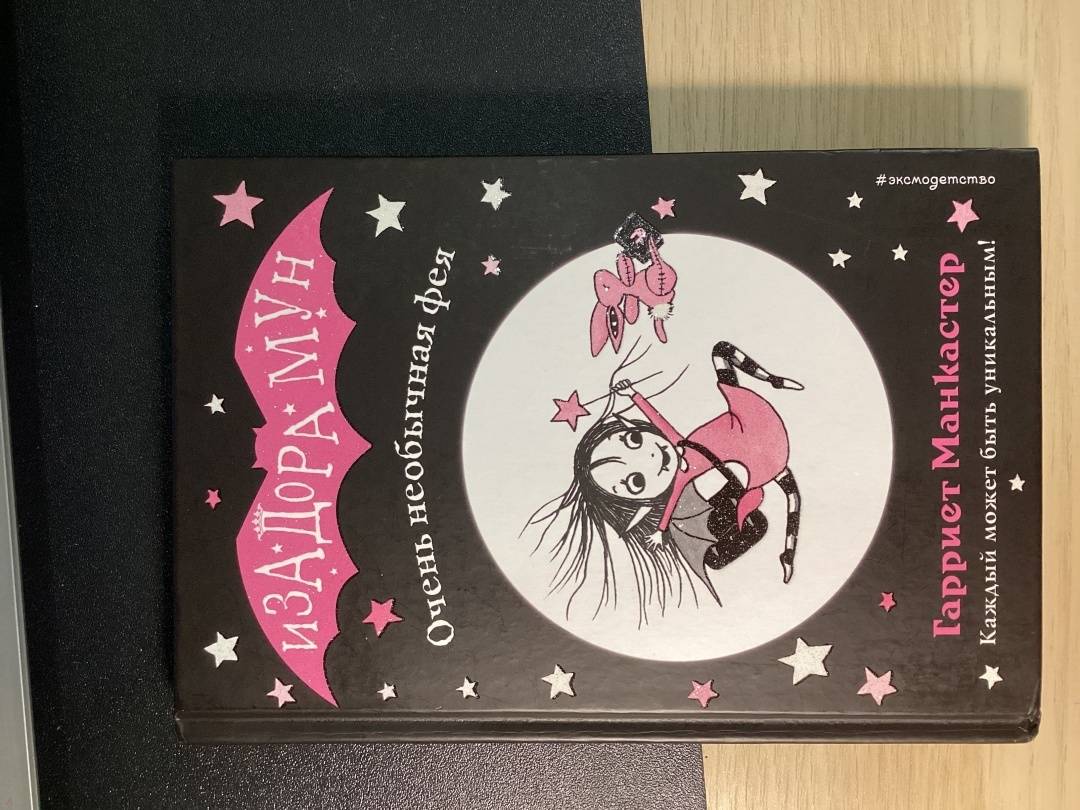 иЗАДОРА МУН
Очень необычная фея
Гарриет Манкастер
Каждый может быть уникальным!
#эксмодетство